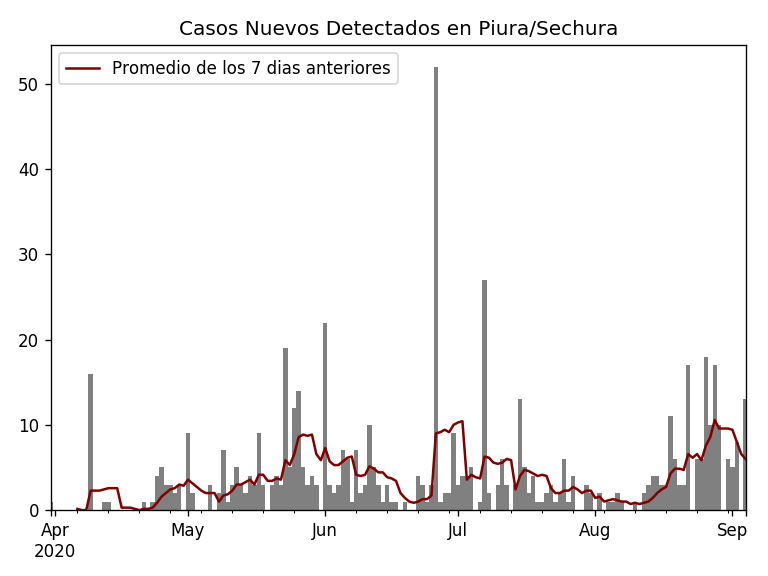 Casos Nuevos Detectados en Piura/Sechura
Promedio de los 7 dias anteriores
50
40
30
20
10
0
Apr May Jun Jul Aug Sep
2020